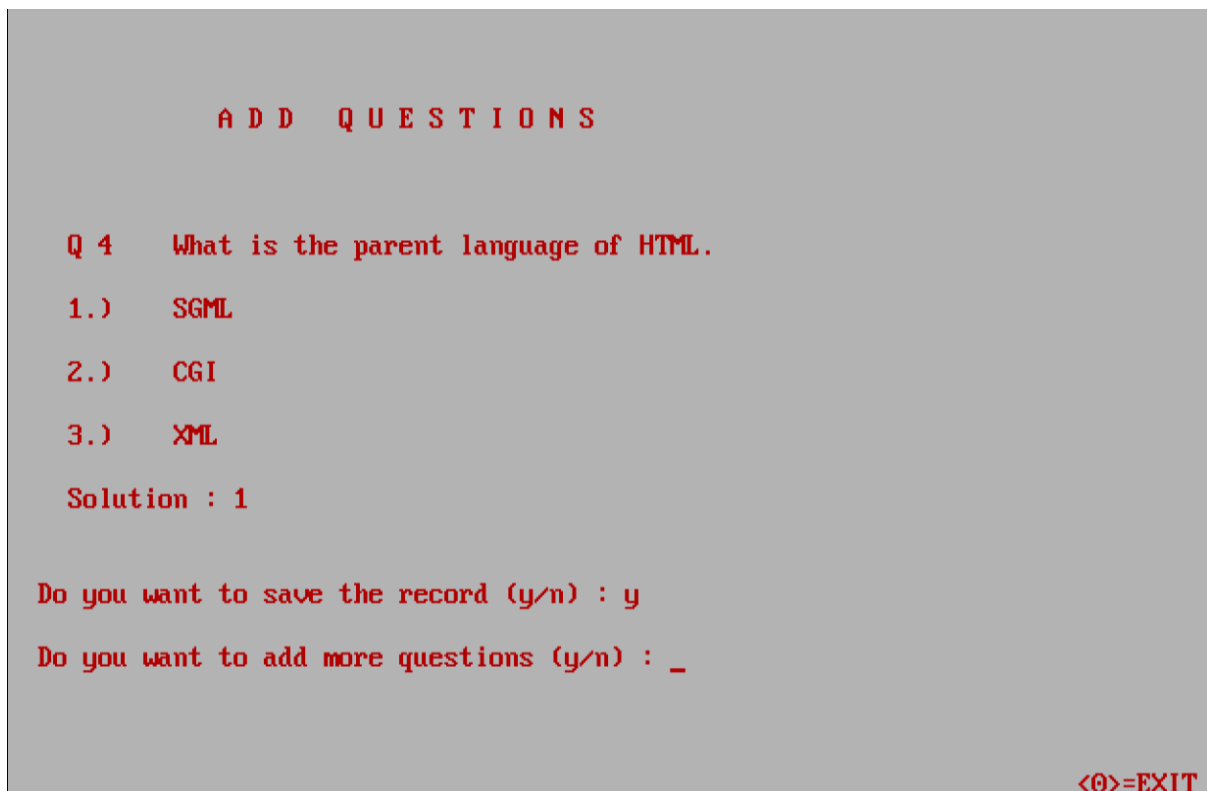 A D D   Q U E S T I O N S
Q 4    What is the parent language of HTML.
1.)    SGML
2.)    CGI
3.)    XML
Solution : 1
Do you want to save the record (y/n) : y
Do you want to add more questions (y/n) : _
<0>=EXIT